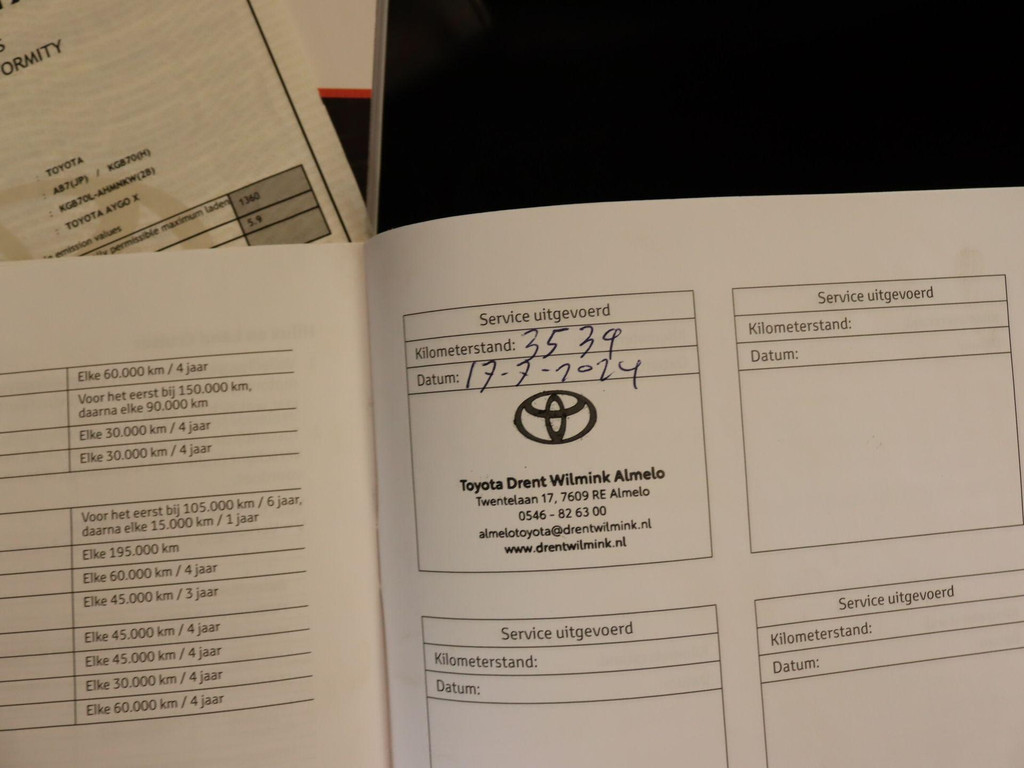 ORMITY
: TOYOTA
: AB7(JP) / KGB70(H)
: KGB70L-AHMNKW(2B)
: TOYOTA AYGO X
emission values
permissible maximum laden
1360
5.9
Elke 60.000 km / 4 jaar
Voor het eerst bij 150.000 km,
daarna elke 90.000 km
Elke 30.000 km / 4 jaar
Elke 30.000 km / 4 jaar
Voor het eerst bij 105.000 km / 6 jaar,
daarna elke 15.000 km / 1 jaar
Elke 195.000 km
Elke 60.000 km / 4 jaar
Elke 45.000 km / 3 jaar
Elke 45.000 km / 4 jaar
Elke 45.000 km / 4 jaar
Elke 30.000 km / 4 jaar
Elke 60.000 km / 4 jaar
Service uitgevoerd
Kilometerstand: 3539
Datum: 17-7-2024
Toyota Drent Wilmink Almelo
Twentelaan 17, 7609 RE Almelo
0546 - 82 63 00
almelotoyota@drentwilmink.nl
www.drentwilmink.nl
Service uitgevoerd
Kilometerstand:
Datum:
Service uitgevoerd
Kilometerstand:
Datum:
Service uitgevoerd
Kilometerstand:
Datum: